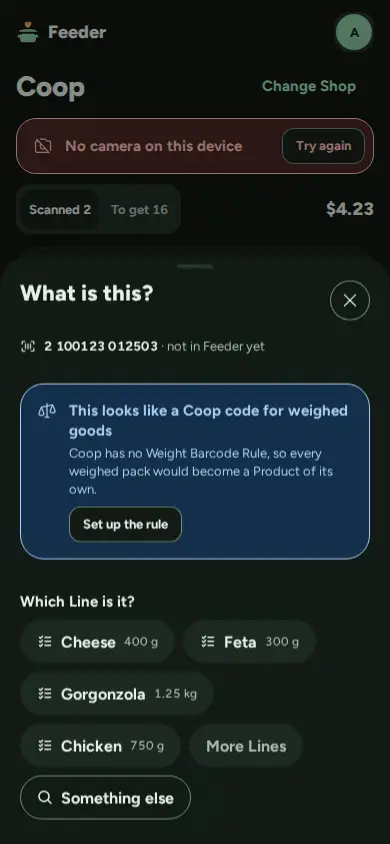 Feeder
A
Coop
Change Shop
No camera on this device
Try again
Scanned 2
To get 16
$4.23
What is this?
2 100123 012503 · not in Feeder yet
This looks like a Coop code for weighed
goods
Coop has no Weight Barcode Rule, so every
weighed pack would become a Product of its
own.
Set up the rule
Which Line is it?
Cheese 400 g
Feta 300 g
Gorgonzola 1.25 kg
Chicken 750 g
More Lines
Something else